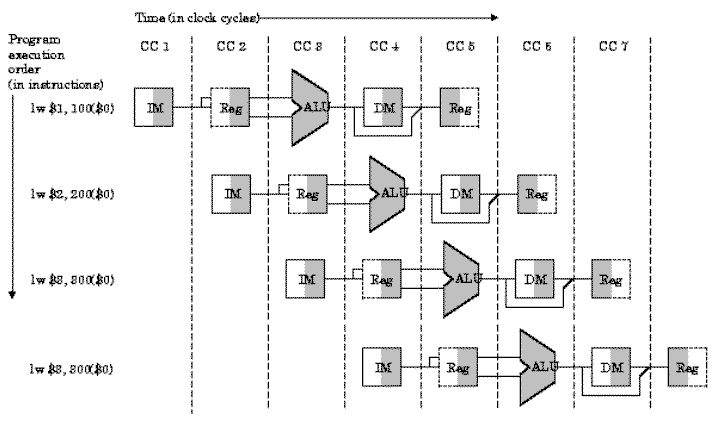 Time (in clock cycles)
Program
execution
order
(in instructions)
CC 1 CC 2 CC 3 CC 4 CC 5 CC 6 CC 7
lw $1, 100($0) IM Reg ALU DM Reg
lw $2, 200($0) IM Reg ALU DM Reg
lw $3, 300($0) IM Reg ALU DM Reg
lw $3, 300($0) IM Reg ALU DM Reg